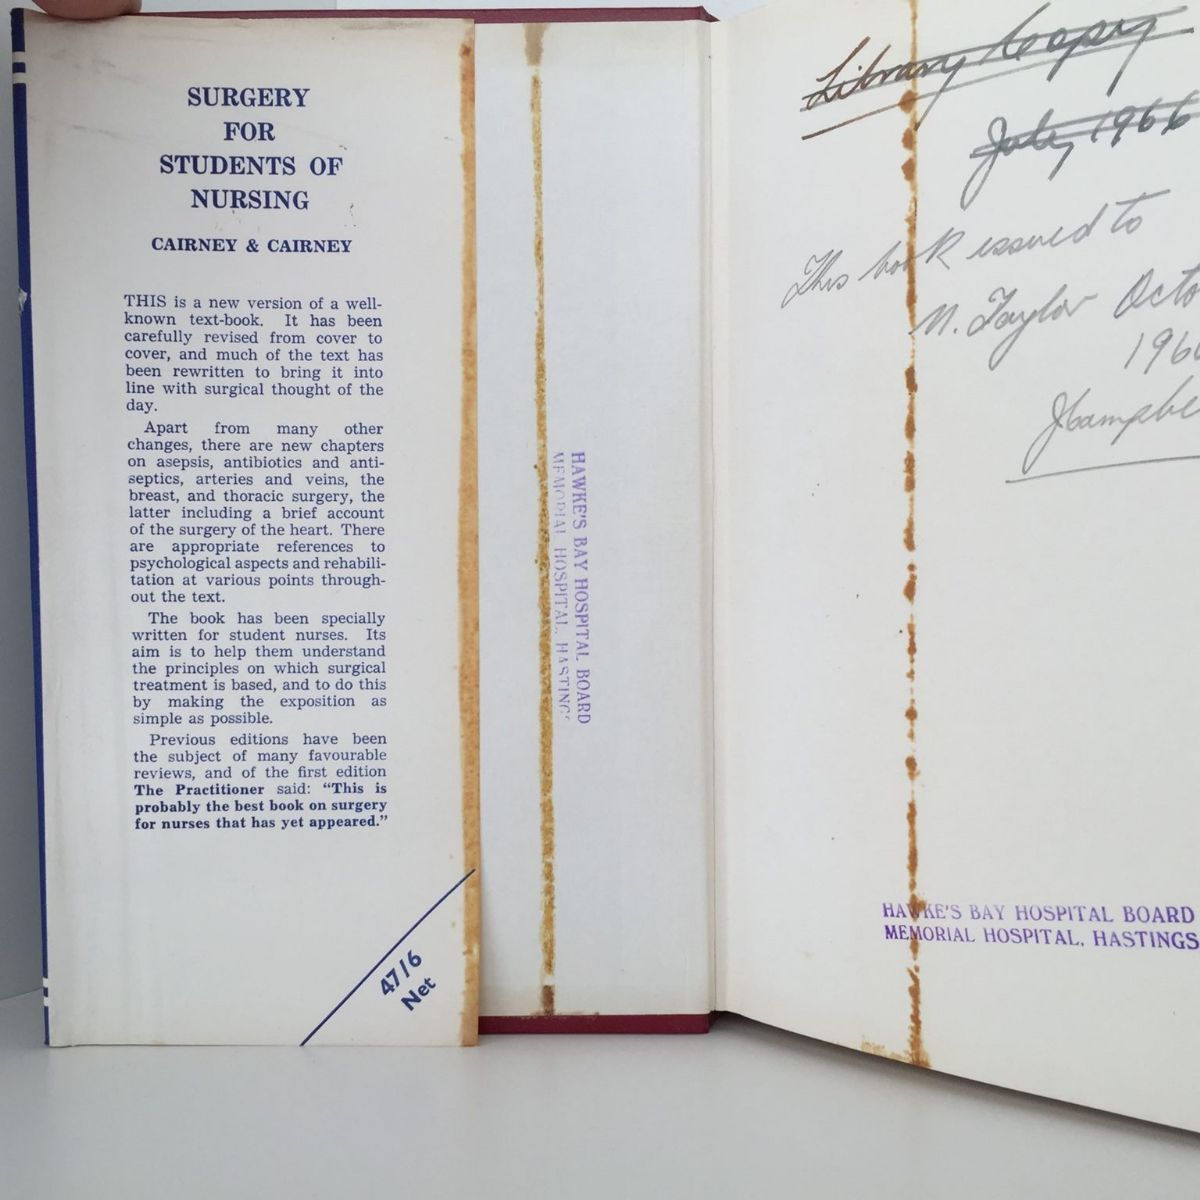 SURGERY
FOR
STUDENTS OF
NURSING
CAIRNEY & CAIRNEY
THIS is a new version of a well-
known text-book. It has been
carefully revised from cover to
cover, and much of the text has
been rewritten to bring it into
line with surgical thought of the
day.
Apart from many other
changes, there are new chapters
on asepsis, antibiotics and anti-
septics, arteries and veins, the
breast, and thoracic surgery, the
latter including a brief account
of the surgery of the heart. There
are appropriate references to
psychological aspects and rehabili-
tation at various points through-
out the text.
The book has been specially
written for student nurses. Its
aim is to help them understand
the principles on which surgical
treatment is based, and to do this
by making the exposition as
simple as possible.
Previous editions have been
the subject of many favourable
reviews, and of the first edition
The Practitioner said: “This is
probably the best book on surgery
for nurses that has yet appeared.”
47/6
Net
HAWKE'S BAY HOSPITAL BOARD
MEMORIAL HOSPITAL, HASTINGS
Library Copy
July 1966
This book issued to
N. Taylor
HAWKE'S BAY HOSPITAL BOARD
MEMORIAL HOSPITAL, HASTINGS